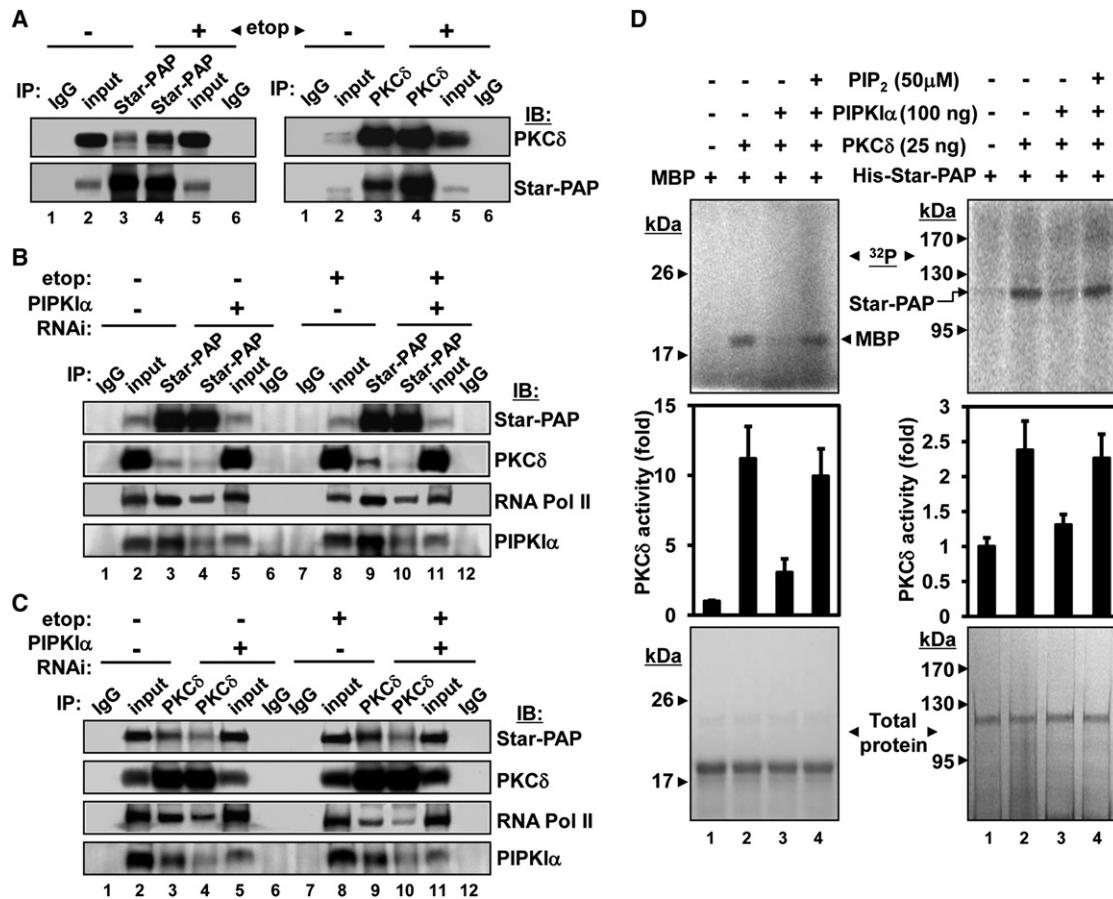 A
- + ◄ etop ► - +
IP: IgG input Star-PAP Star-PAP input IgG IgG input PKCδ PKCδ input IgG
IB:
PKCδ
Star-PAP
1 2 3 4 5 6 1 2 3 4 5 6
B
etop: - - + +
PIPKIα - + - +
RNAi:
IP: IgG input Star-PAP Star-PAP input IgG IgG input Star-PAP Star-PAP input IgG
IB:
Star-PAP
PKCδ
RNA Pol II
PIPKIα
1 2 3 4 5 6 7 8 9 10 11 12
C
etop: - - + +
PIPKIα - + - +
RNAi:
IP: IgG input PKCδ PKCδ input IgG IgG input PKCδ PKCδ input IgG
IB:
Star-PAP
PKCδ
RNA Pol II
PIPKIα
1 2 3 4 5 6 7 8 9 10 11 12
D
- - - + PIP2 (50μM) - - - +
- - + + PIPKIα (100 ng) - - + +
- + + + PKCδ (25 ng) - + + +
MBP + + + + His-Star-PAP + + + +
kDa
26
17
◄ 32P ►
◄ MBP
kDa
170
130
Star-PAP
95
PKCδ activity (fold)
15
10
5
0
PKCδ activity (fold)
3
2.5
2
1.5
1
0.5
0
kDa
26
17
◄ Total ►
protein
kDa
170
130
95
1 2 3 4 1 2 3 4